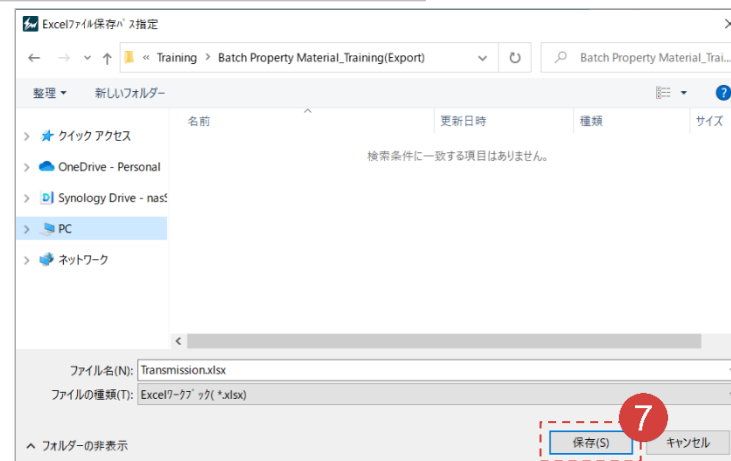 Excelﾌｧｲﾙ保存ﾊﾟｽ指定
« Training > Batch Property Material_Training(Export)
Batch Property Material_Trai...
整理
新しいフォルダー
名前
更新日時
種類
サイズ
検索条件に一致する項目はありません。
クイック アクセス
OneDrive - Personal
Synology Drive - nas
PC
ネットワーク
ファイル名(N):
Transmission.xlsx
ファイルの種類(T):
Excelﾜｰｸﾌﾞｯｸ( *.xlsx)
7
フォルダーの非表示
保存(S)
キャンセル